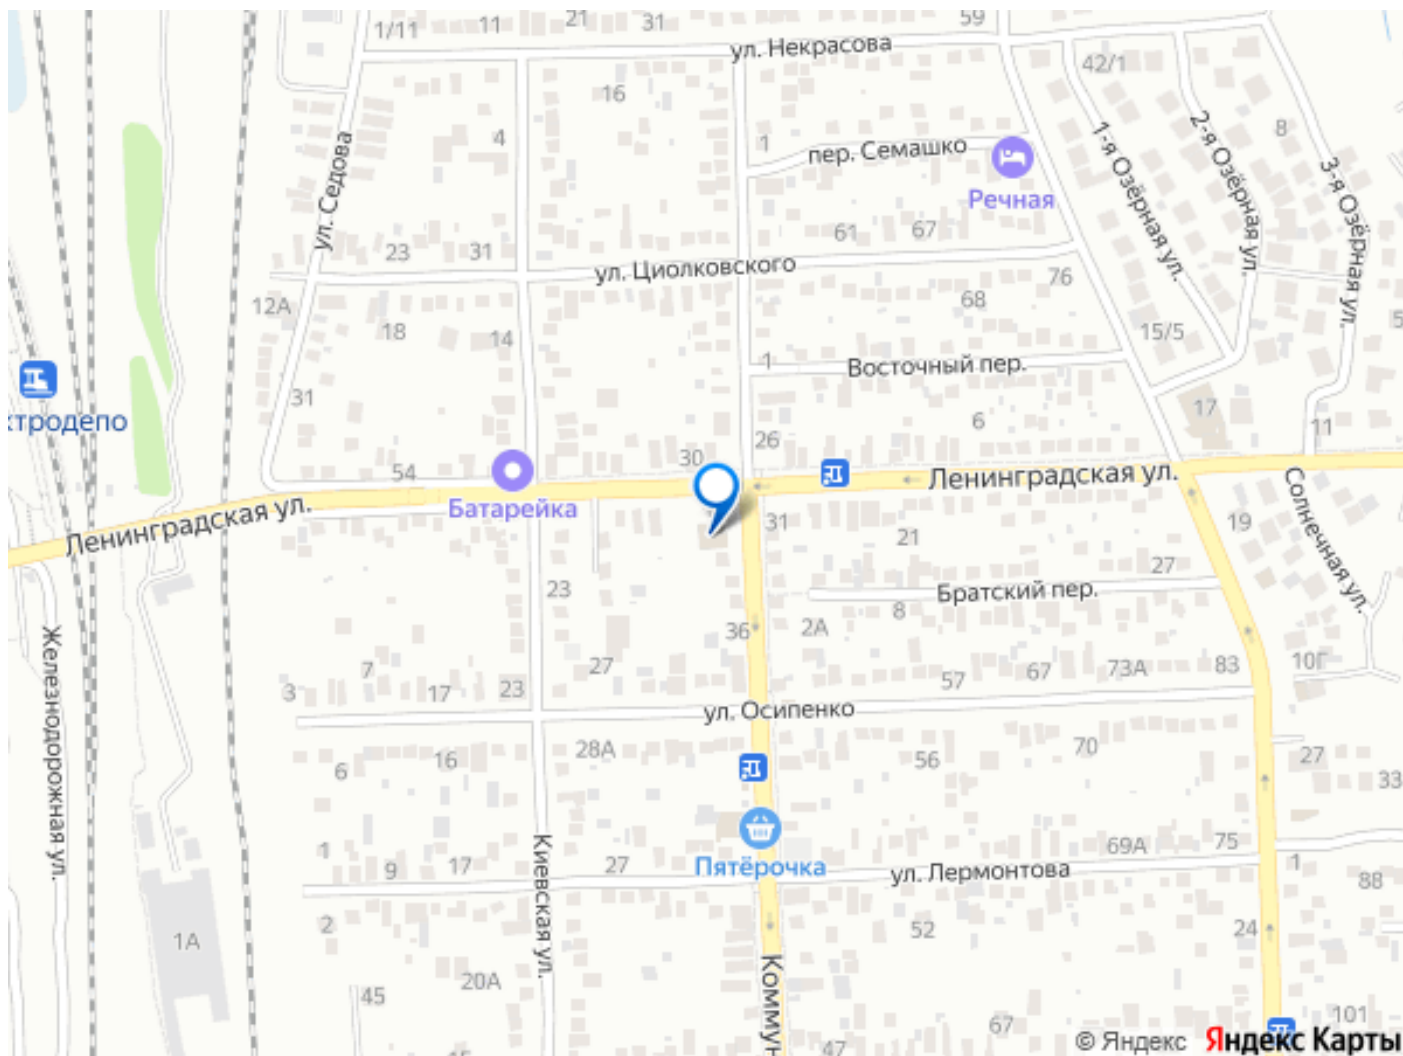 1/11
11
21
31
59
ул. Некрасова
42/1
16
4
1
8
ул. Седова
пер. Семашко
1-я Озёрная ул.
2-я Озёрная ул.
3-я Озёрная ул.
Речная
23
31
61
67
ул. Циолковского
76
68
12А
18
14
15/5
5
1
Восточный пер.
31
ктродепо
6
17
11
26
30
54
Ленинградская ул.
Батарейка
Ленинградская ул.
Солнечная ул.
31
21
19
27
23
Братский пер.
8
2А
36
Железнодорожная ул.
7
27
3
17
23
57
67
73А
83
10Г
ул. Осипенко
28А
16
6
56
70
27
33
1
9
17
27
Пятёрочка
ул. Лермонтова
69А
75
1
88
Киевская ул.
2
52
24
1А
20А
45
Коммун
67
101
47
15
© Яндекс Яндекс Карты